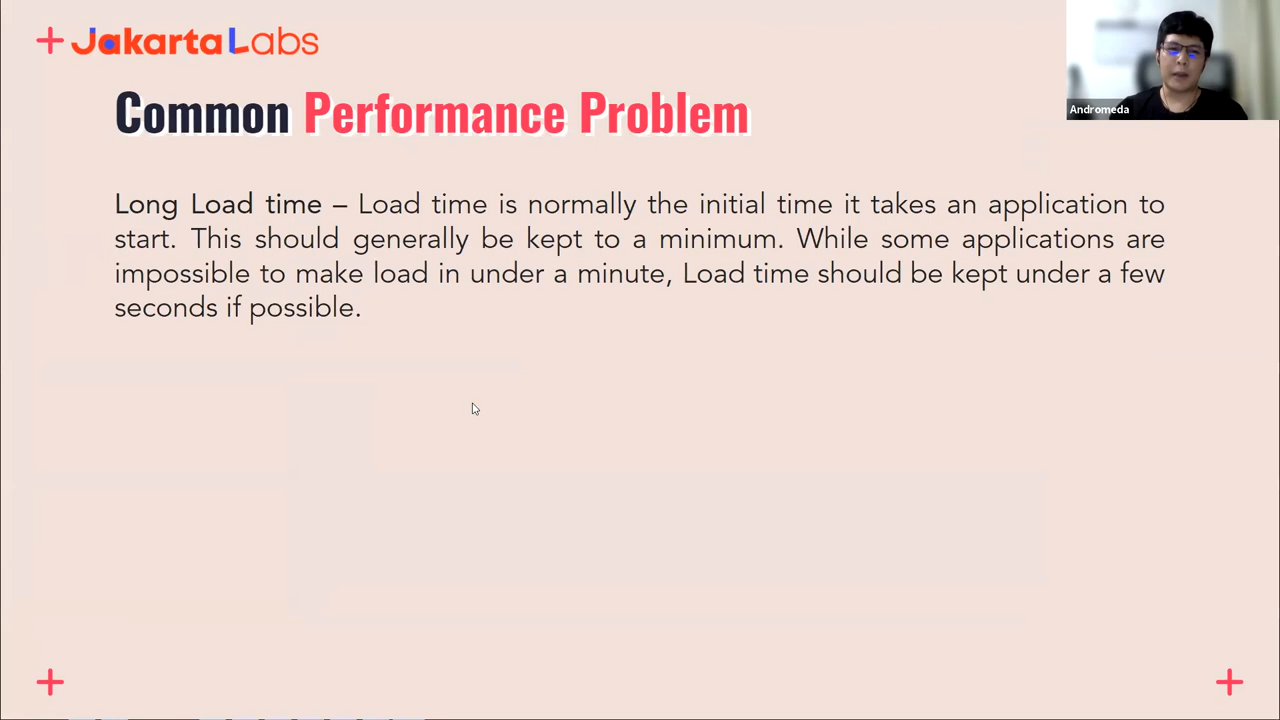 JakartaLabs
Andromeda
Common Performance Problem
Long Load time – Load time is normally the initial time it takes an application to
start. This should generally be kept to a minimum. While some applications are
impossible to make load in under a minute, Load time should be kept under a few
seconds if possible.